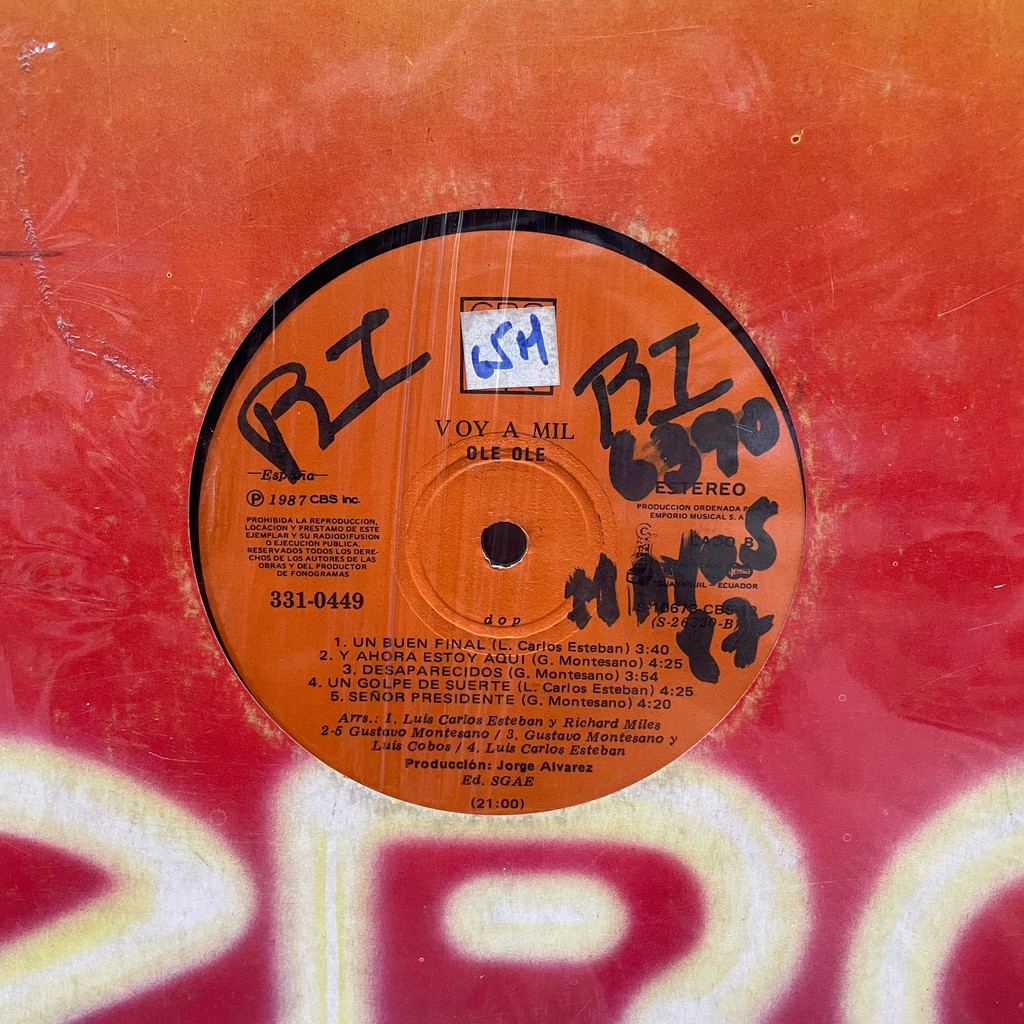 65M
RI
RI
6390
VOY A MIL
OLE OLE
España
Ⓟ 1987 CBS Inc.
PROHIBIDA LA REPRODUCCION,
LOCACION Y PRESTAMO DE ESTE
EJEMPLAR Y SU RADIODIFUSION
O EJECUCION PUBLICA.
RESERVADOS TODOS LOS DERE-
CHOS DE LOS AUTORES DE LAS
OBRAS Y DEL PRODUCTOR
DE FONOGRAMAS
331-0449
ESTEREO
PRODUCCION ORDENADA
EMPORIO MUSICAL S. A.
LADO B
GUAYAQUIL - ECUADOR
(S-26330-B)
dop
1. UN BUEN FINAL (L. Carlos Esteban) 3:40
2. Y AHORA ESTOY AQUI (G. Montesano) 4:25
3. DESAPARECIDOS (G. Montesano) 3:54
4. UN GOLPE DE SUERTE (L. Carlos Esteban) 4:25
5. SEÑOR PRESIDENTE (G. Montesano) 4:20
Arrs.: 1. Luis Carlos Esteban y Richard Miles
2-5 Gustavo Montesano / 3. Gustavo Montesano y
Luis Cobos / 4. Luis Carlos Esteban
Producción: Jorge Alvarez
Ed. SGAE
(21:00)